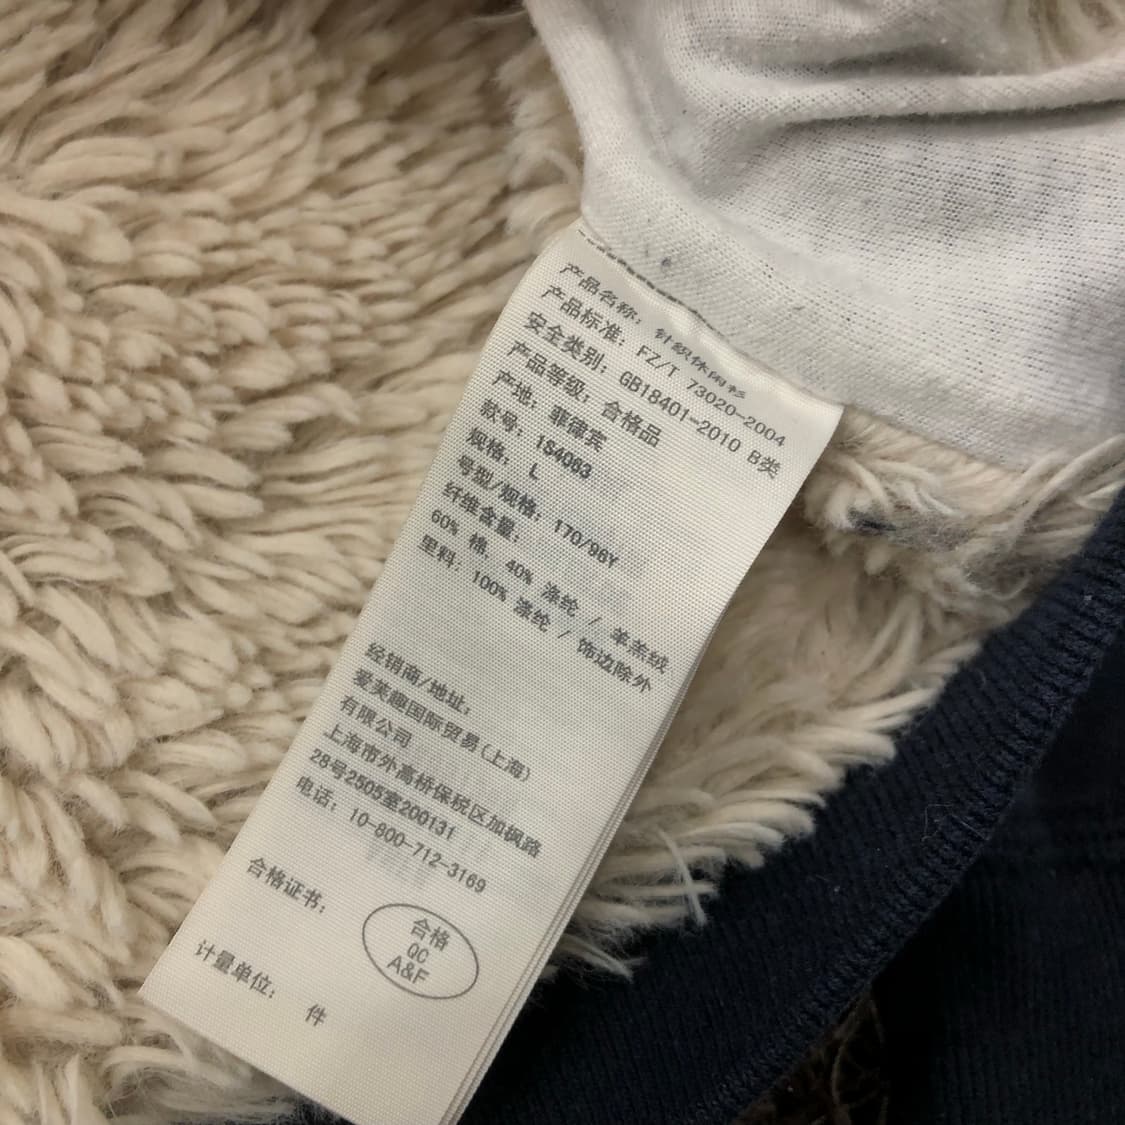 产品名称: 针织休闲衫
产品标准: FZ/T 73020-2004
安全类别: GB18401-2010 B类
产品等级: 合格品
产地: 菲律宾
款号: 184063
规格: L
号型/规格: 170/96Y
纤维含量:
60% 棉, 40% 涤纶 / 羊羔绒
里料: 100% 涤纶 / 饰边除外
经销商/地址:
爱芙趣国际贸易(上海)
有限公司
上海市外高桥保税区加枫路
28号2505室200131
电话: 10-800-712-3169
合格证书:
合格
QC
A&F
计量单位: 件